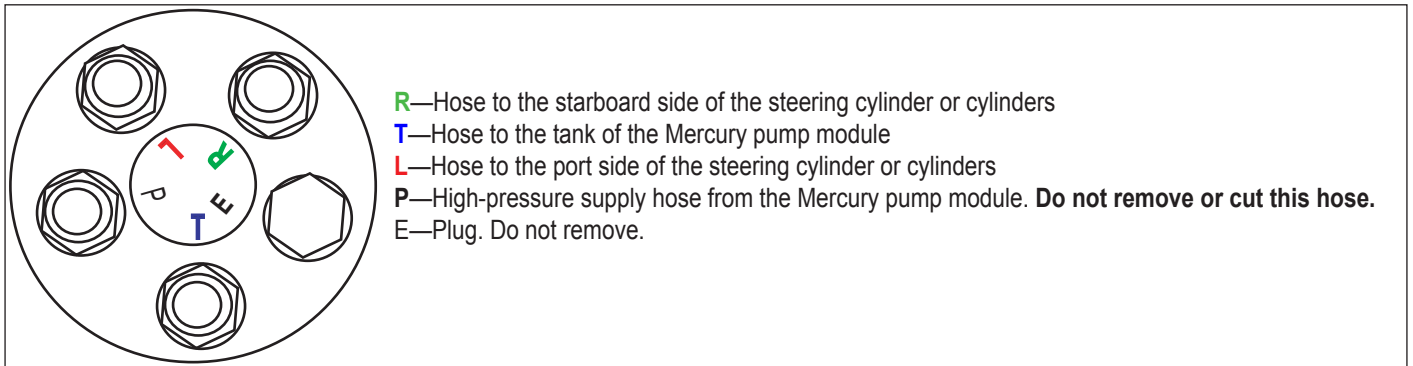 L R
P E
T
R—Hose to the starboard side of the steering cylinder or cylinders
T—Hose to the tank of the Mercury pump module
L—Hose to the port side of the steering cylinder or cylinders
P—High-pressure supply hose from the Mercury pump module. Do not remove or cut this hose.
E—Plug. Do not remove.